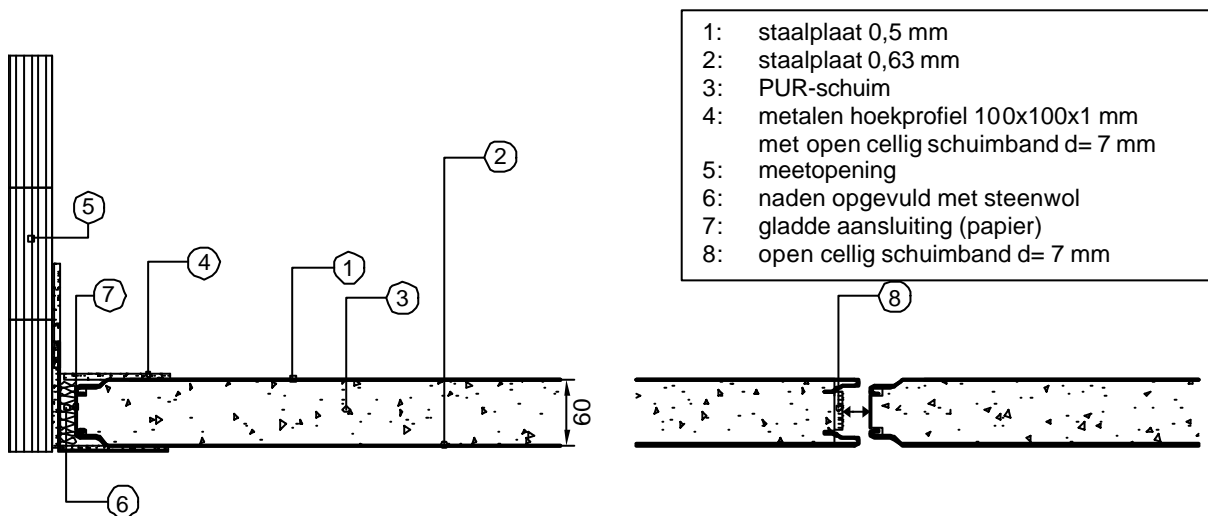 1: staalplaat 0,5 mm
2: staalplaat 0,63 mm
3: PUR-schuim
4: metalen hoekprofiel 100x100x1 mm
met open cellig schuimband d= 7 mm
5: meetopening
6: naden opgevuld met steenwol
7: gladde aansluiting (papier)
8: open cellig schuimband d= 7 mm
5
7
4
1
3
2
8
60
6